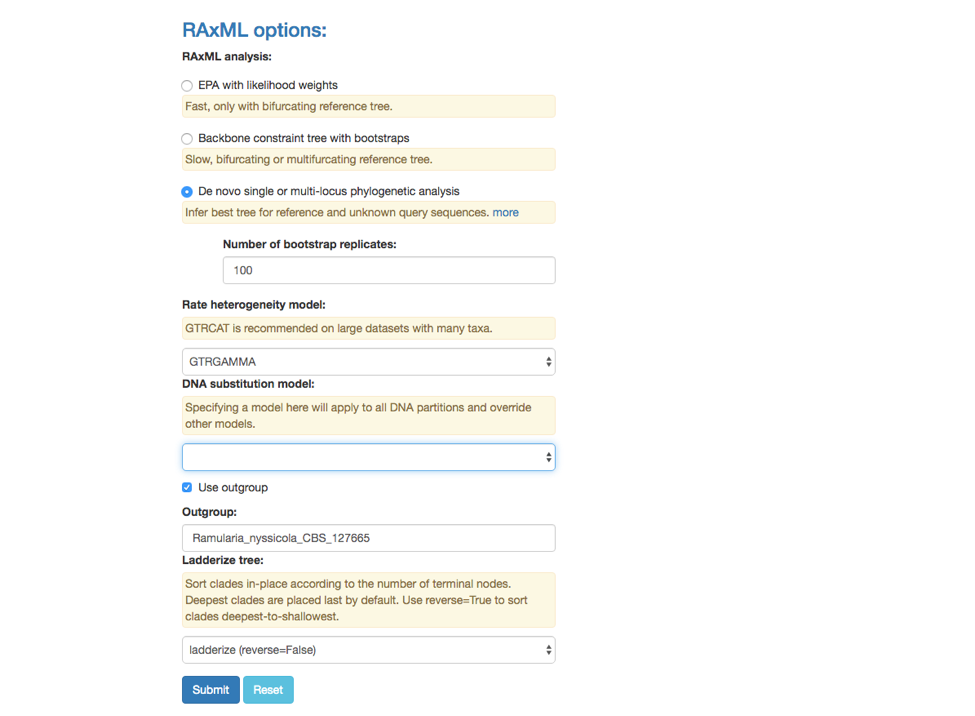 RAxML options:
RAxML analysis:
EPA with likelihood weights
Fast, only with bifurcating reference tree.
Backbone constraint tree with bootstraps
Slow, bifurcating or multifurcating reference tree.
De novo single or multi-locus phylogenetic analysis
Infer best tree for reference and unknown query sequences. more
Number of bootstrap replicates:
100
Rate heterogeneity model:
GTRCAT is recommended on large datasets with many taxa.
GTRGAMMA
DNA substitution model:
Specifying a model here will apply to all DNA partitions and override
other models.
Use outgroup
Outgroup:
Ramularia_nyssicola_CBS_127665
Ladderize tree:
Sort clades in-place according to the number of terminal nodes.
Deepest clades are placed last by default. Use reverse=True to sort
clades deepest-to-shallowest.
ladderize (reverse=False)
Submit Reset